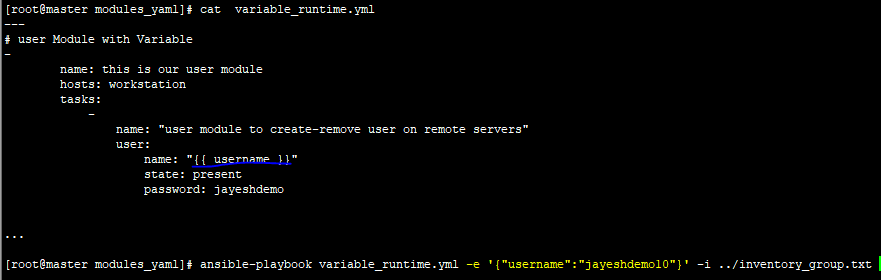 [root@master modules_yaml]# cat  variable_runtime.yml
---
# user Module with Variable
-
        name: this is our user module
        hosts: workstation
        tasks:
            -
                name: "user module to create-remove user on remote servers"
                user:
                    name: "{{ username }}"
                    state: present
                    password: jayeshdemo
...
[root@master modules_yaml]# ansible-playbook variable_runtime.yml -e '{"username":"jayeshdemo10"}' -i ../inventory_group.txt